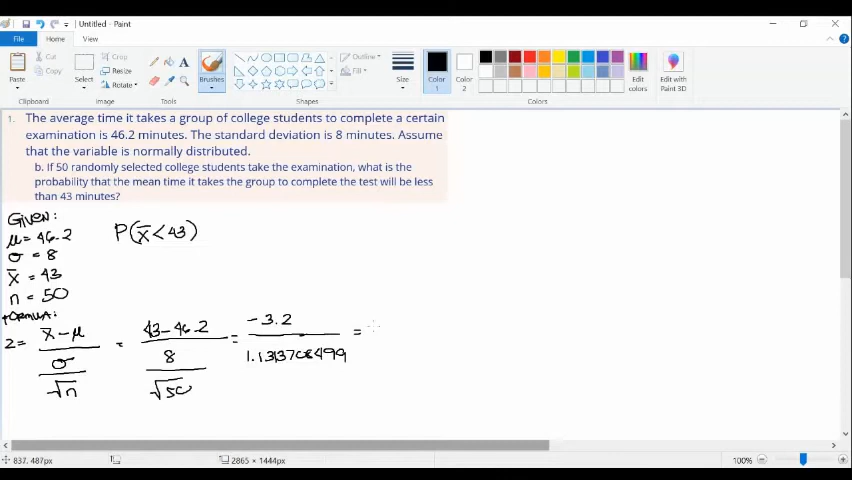 Untitled - Paint
File Home View
Paste
Cut
Copy
Clipboard
Select
Crop
Resize
Rotate
Image
Tools
Brushes
Shapes
Outline
Fill
Size
Color 1
Color 2
Colors
Edit colors
Edit with Paint 3D
1. The average time it takes a group of college students to complete a certain
examination is 46.2 minutes. The standard deviation is 8 minutes. Assume
that the variable is normally distributed.
b. If 50 randomly selected college students take the examination, what is the
probability that the mean time it takes the group to complete the test will be less
than 43 minutes?
GIVEN:
μ = 46.2
σ = 8
x̄ = 43
n = 50
P(x̄ < 43)
FORMULA:
z = (x̄ - μ) / (σ / √n) = (43 - 46.2) / (8 / √50) = -3.2 / 1.1313708499 =
837, 487px
2865 × 1444px
100%